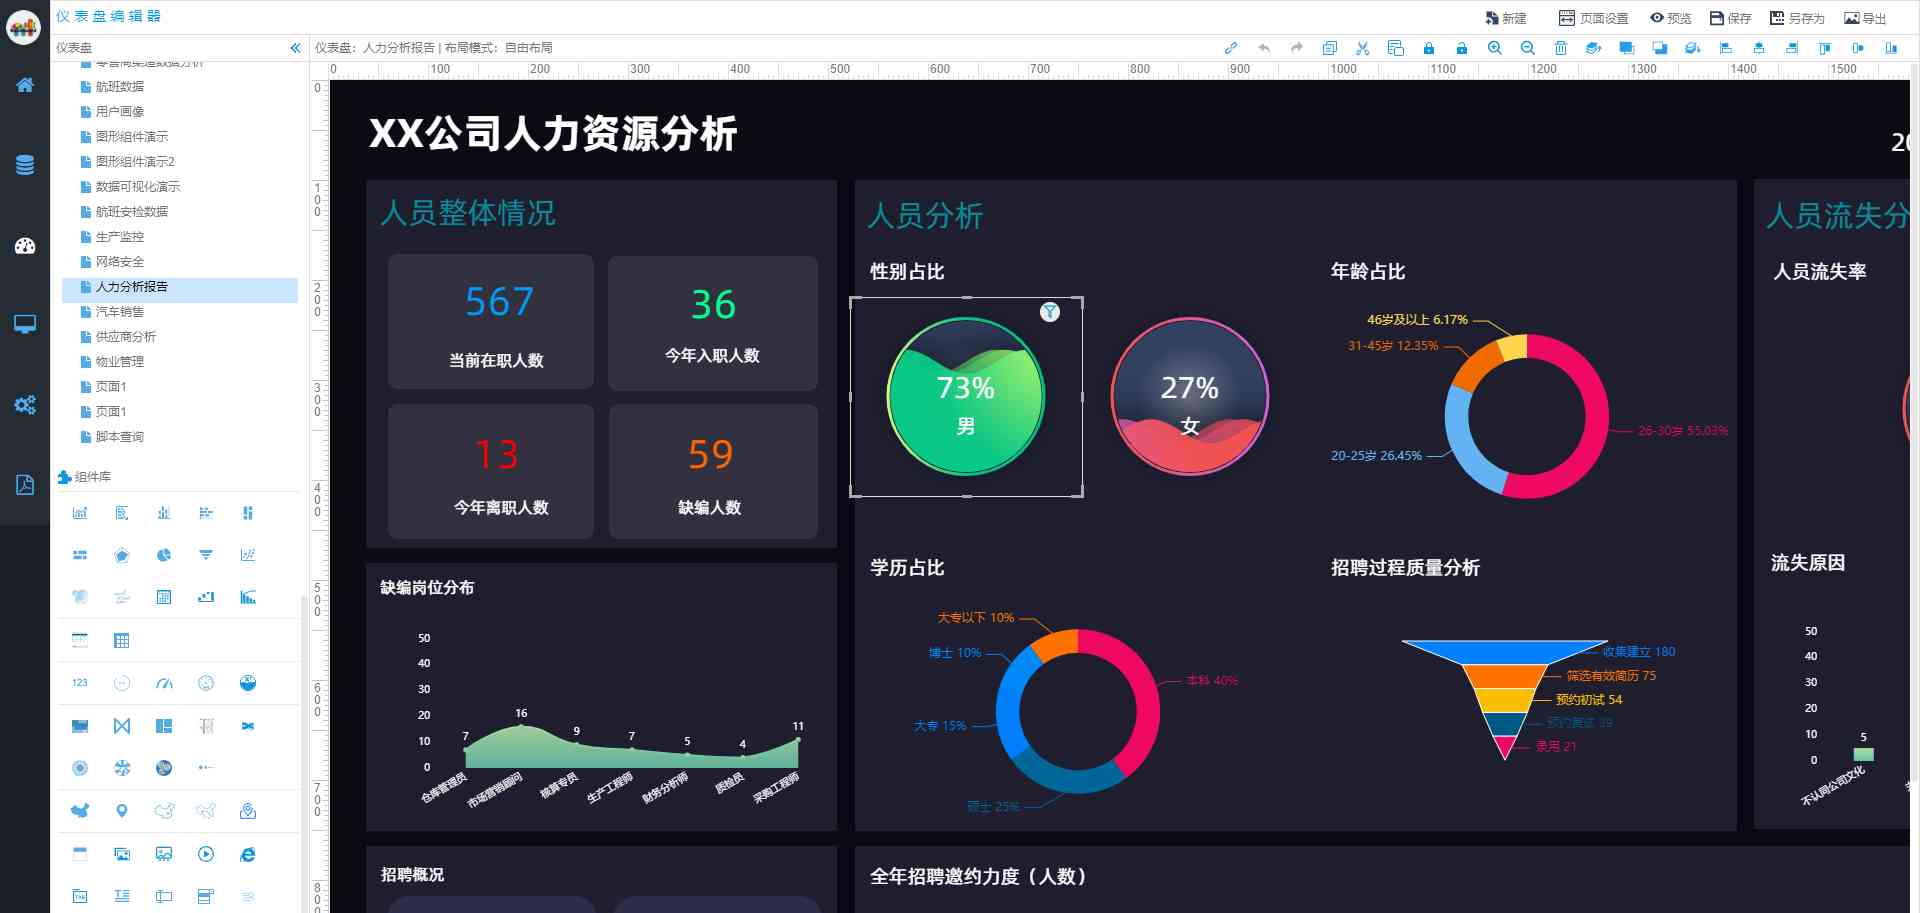 仪表盘编辑器
新建
页面设置
预览
保存
另存为
导出
仪表盘
仪表盘：人力分析报告 | 布局模式：自由布局
0 100 200 300 400 500 600 700 800 900 1000 1100 1200 1300 1400 1500
0
100
200
300
400
500
600
700
航班数据
用户画像
图形组件演示
图形组件演示2
数据可视化演示
航班安检数据
生产监控
网络安全
人力分析报告
汽车销售
供应商分析
物业管理
页面1
页面1
脚本查询
组件库
123
XX公司人力资源分析
人员整体情况
567
当前在职人数
36
今年入职人数
13
今年离职人数
59
缺编人数
缺编岗位分布
50
40
30
20
10
0
7
16
9
7
5
4
11
仓库管理员
市场营销顾问
核算专员
生产工程师
财务分析师
质检员
采购工程师
招聘概况
人员分析
性别占比
73%
男
27%
女
年龄占比
46岁及以上 6.17%
31-45岁 12.35%
26-30岁 55.03%
20-25岁 26.45%
学历占比
大专以下 10%
博士 10%
本科 40%
大专 15%
硕士 25%
招聘过程质量分析
收集建立 180
筛选有效简历 75
预约初试 54
预约复试 39
录用 21
全年招聘邀约力度（人数）
20
人员流失分
人员流失率
流失原因
50
40
30
20
10
0
5
不认同公司文化